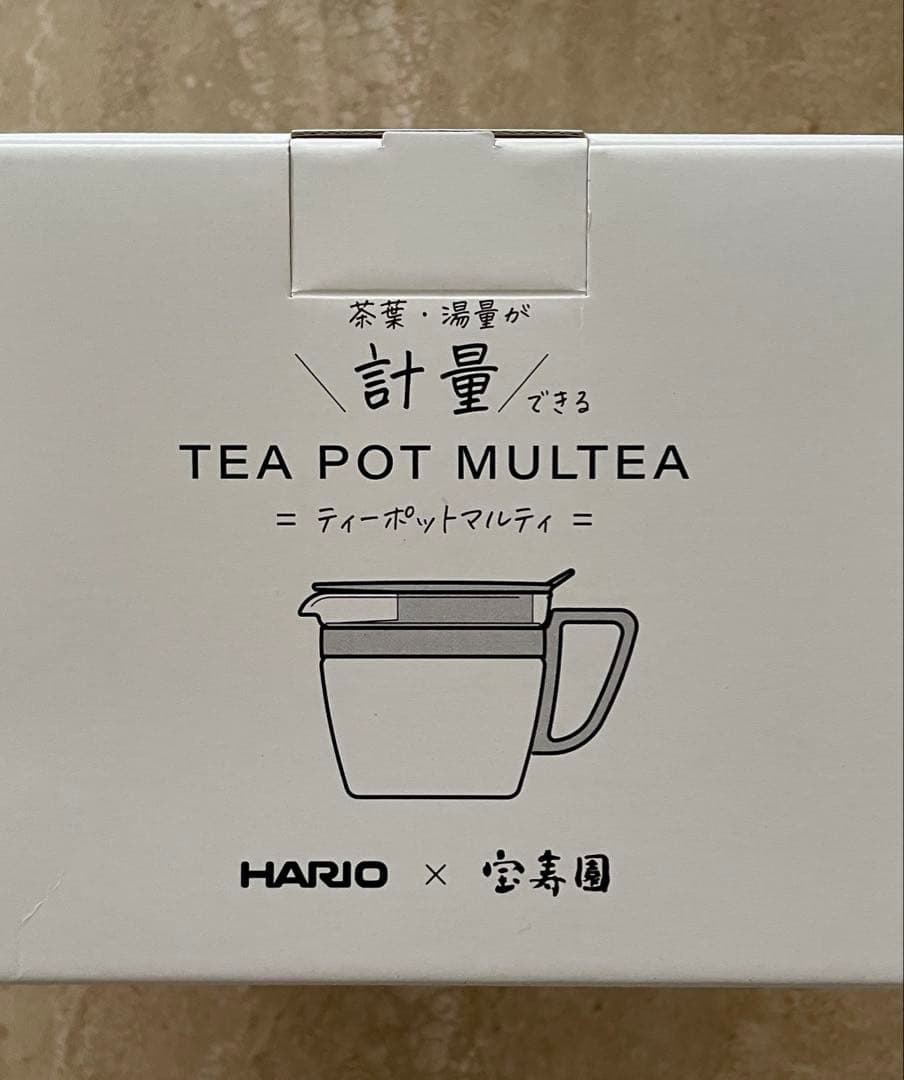 茶葉・湯量が
計量できる
TEA POT MULTEA
= ティーポットマルティ =
HARIO × 宝寿園